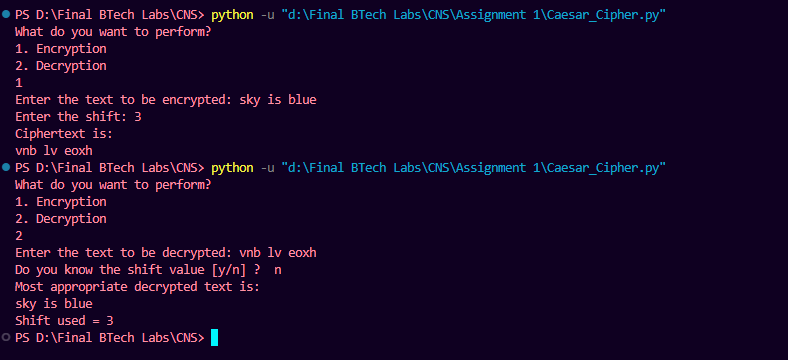 PS D:\Final BTech Labs\CNS> python -u "d:\Final BTech Labs\CNS\Assignment 1\Caesar_Cipher.py"
What do you want to perform?
1. Encryption
2. Decryption
1
Enter the text to be encrypted: sky is blue
Enter the shift: 3
Ciphertext is:
vnb lv eoxh
PS D:\Final BTech Labs\CNS> python -u "d:\Final BTech Labs\CNS\Assignment 1\Caesar_Cipher.py"
What do you want to perform?
1. Encryption
2. Decryption
2
Enter the text to be decrypted: vnb lv eoxh
Do you know the shift value [y/n] ?  n
Most appropriate decrypted text is:
sky is blue
Shift used = 3
PS D:\Final BTech Labs\CNS>